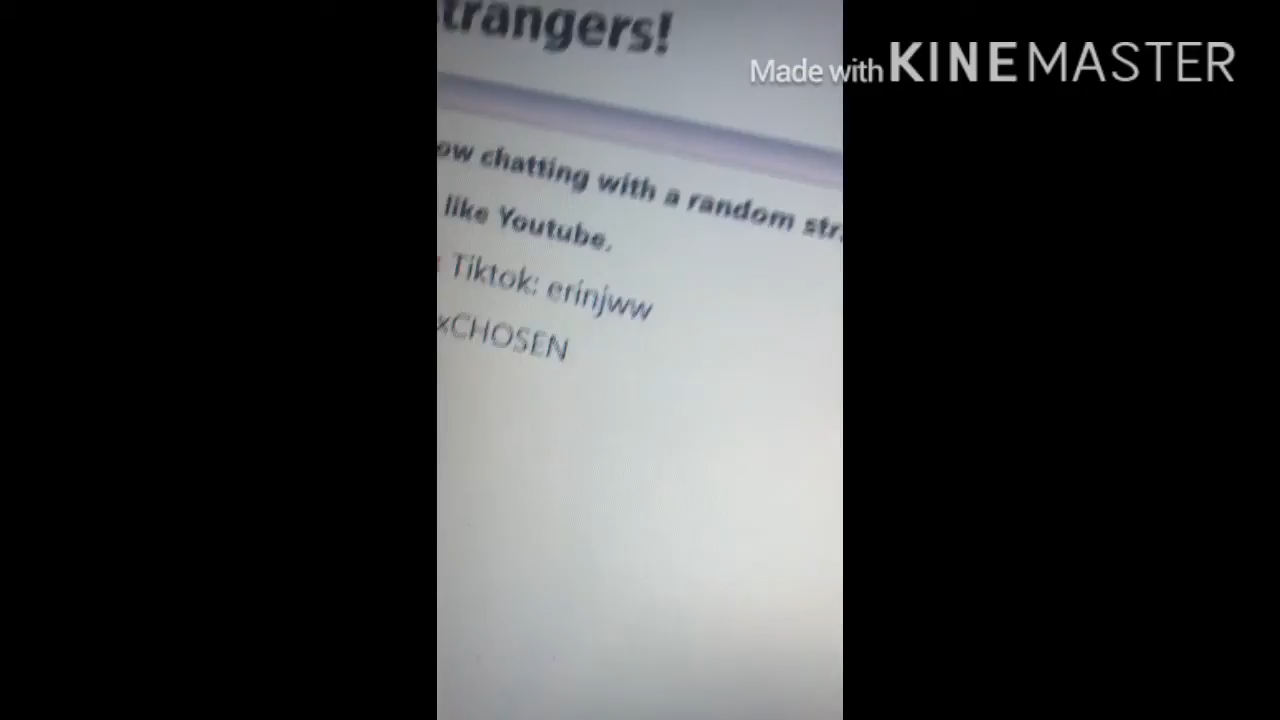 trangers!
Made with KINEMASTER
ow chatting with a random str
like Youtube.
Tiktok: erinjww
xCHOSEN